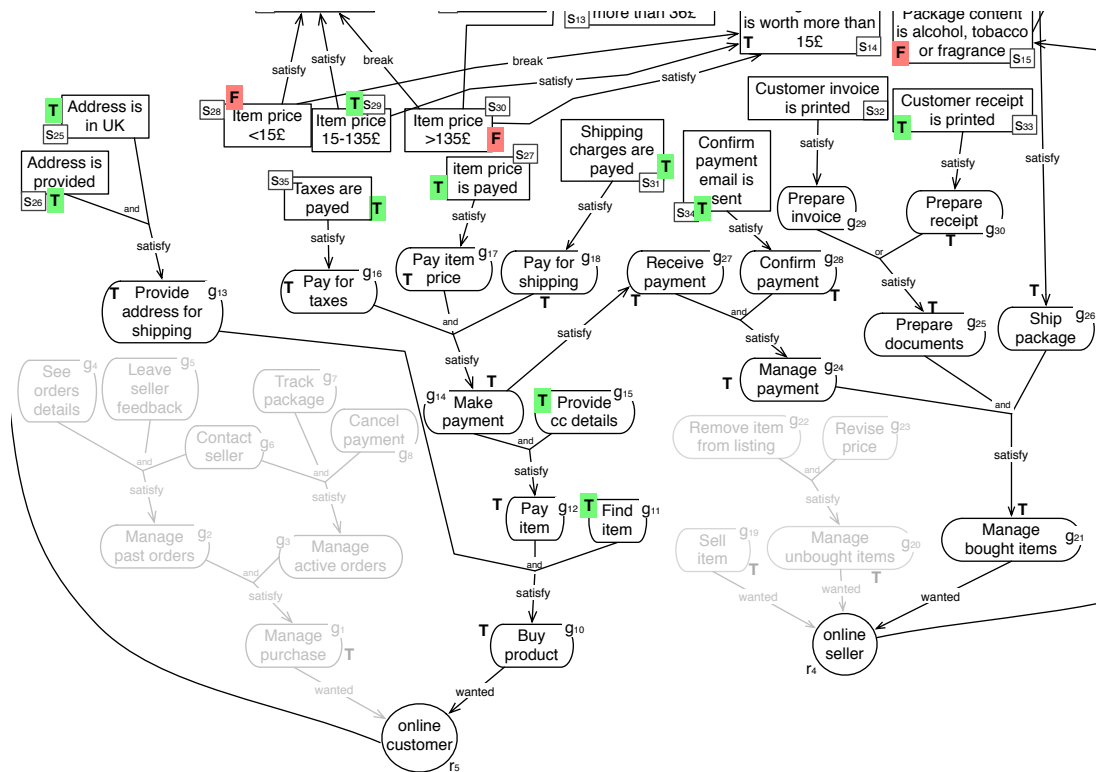 S13
more than 36£
is worth more than
15£
T
S14
Package content
is alcohol, tobacco
or fragrance
F
S15
break
satisfy
satisfy
satisfy
break
satisfy
F
S28
Item price
<15£
T
S29
Item price
15-135£
S30
Item price
>135£
F
T
Address is
in UK
S25
Address is
provided
S26
T
and
satisfy
S35
Taxes are
payed
T
satisfy
S27
item price
is payed
T
satisfy
Shipping
charges are
payed
T
S31
satisfy
Confirm
payment
email is
sent
S34
T
satisfy
Customer invoice
is printed
S32
satisfy
Customer receipt
is printed
T
S33
satisfy
satisfy
Prepare
invoice
g29
Prepare
receipt
g30
T
or
satisfy
T
Provide
address for
shipping
g13
Pay for
taxes
g16
T
Pay item
price
g17
T
Pay for
shipping
g18
T
Receive
payment
g27
T
Confirm
payment
g28
T
T
Prepare
documents
g25
T
Ship
package
g26
and
satisfy
satisfy
and
satisfy
See
orders
details
g4
Leave
seller
feedback
g5
Track
package
g7
Contact
seller
g6
Cancel
payment
g8
and
satisfy
and
satisfy
g14
Make
payment
T
T
Provide
cc details
g15
and
satisfy
T
Manage
payment
g24
and
satisfy
Remove item
from listing
g22
Revise
price
g23
and
satisfy
Manage
past orders
g2
g3
Manage
active orders
and
satisfy
T
Pay
item
g12
T
Find
item
g11
and
satisfy
Sell
item
g19
T
Manage
unbought items
g20
T
T
Manage
bought items
g21
wanted
wanted
wanted
Manage
purchase
g1
T
wanted
T
Buy
product
g10
wanted
online
seller
r4
online
customer
r5